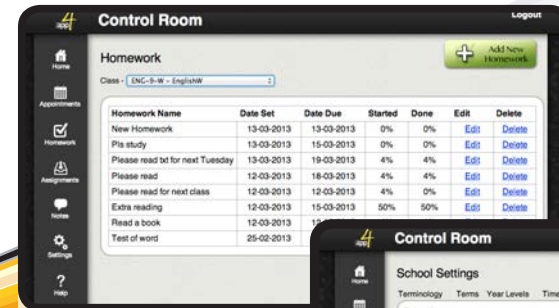 4
app
Control Room
Logout
Home
Appointments
Homework
Assignments
Notes
Settings
Help
Homework
Add New
Homework
Class - ENG-9-W - EnglishW
Homework Name Date Set Date Due Started Done Edit Delete
New Homework 13-03-2013 13-03-2013 0% 0% Edit Delete
Pls study 13-03-2013 15-03-2013 0% 0% Edit Delete
Please read txt for next Tuesday 13-03-2013 19-03-2013 4% 4% Edit Delete
Please read 12-03-2013 18-03-2013 4% 4% Edit Delete
Please read for next class 12-03-2013 12-03-2013 4% 0% Edit Delete
Extra reading 12-03-2013 15-03-2013 50% 50% Edit Delete
Read a book 12-03-2013
Test of word 25-02-2013
4
app
Control Room
Home
School Settings
Terminology Terms Year Levels